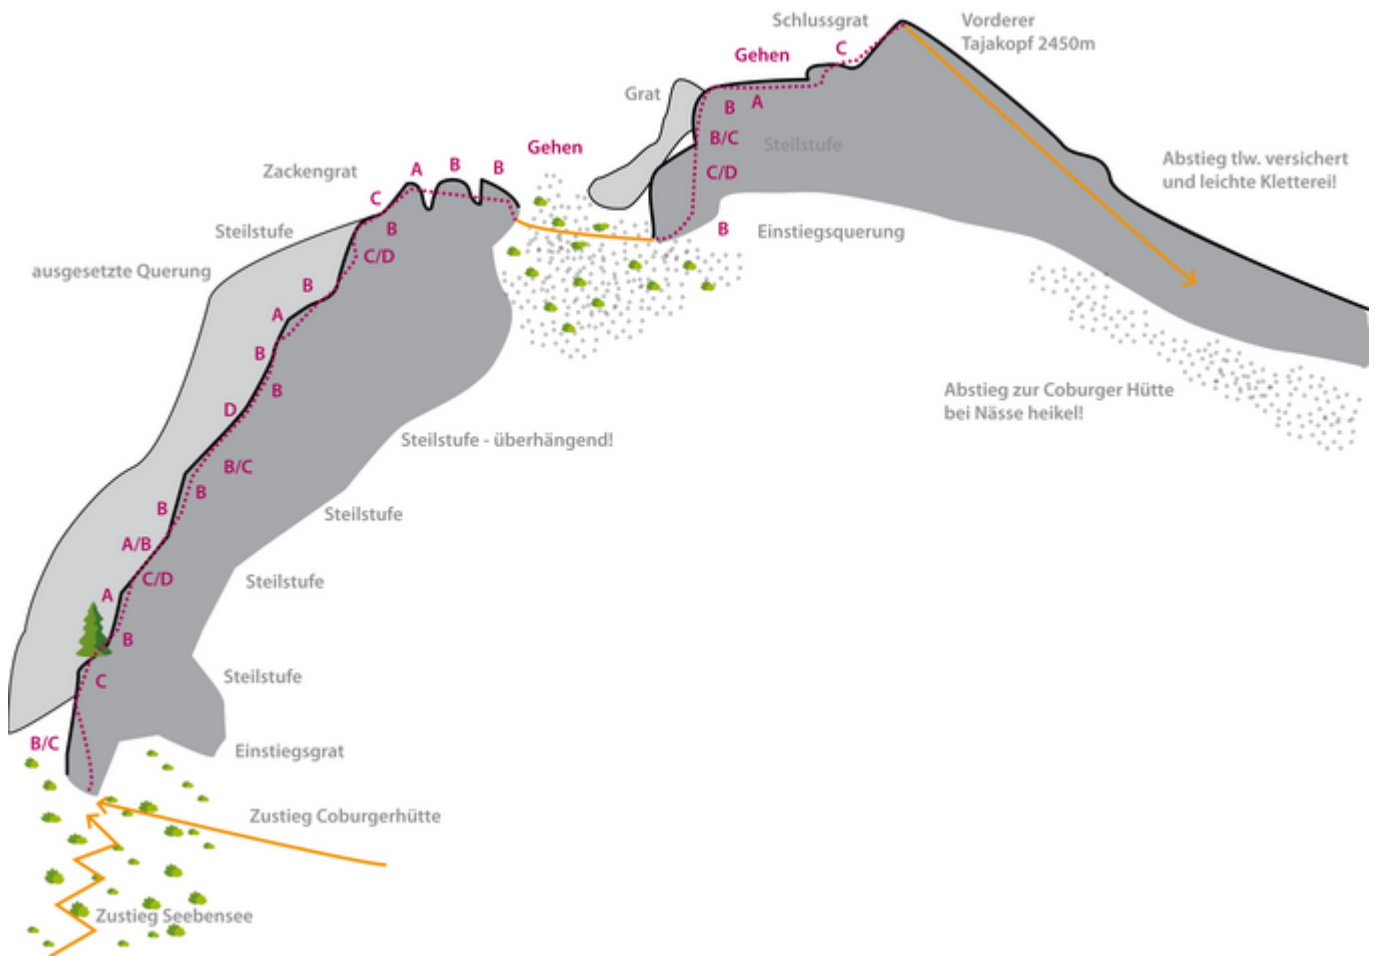 Schlussgrat
Vorderer
Tajakopf 2450m
Gehen
C
Grat
B
A
B/C
Steilstufe
C/D
B
Einstiegsquerung
Abstieg tlw. versichert
und leichte Kletterei!
Abstieg zur Coburger Hütte
bei Nässe heikel!
Gehen
Zackengrat
A
B
B
C
B
Steilstufe
C/D
ausgesetzte Querung
B
A
B
B
D
Steilstufe - überhängend!
B/C
B
B
Steilstufe
A/B
C/D
Steilstufe
A
B
Steilstufe
C
B/C
Einstiegsgrat
Zustieg Coburgerhütte
Zustieg Seebensee